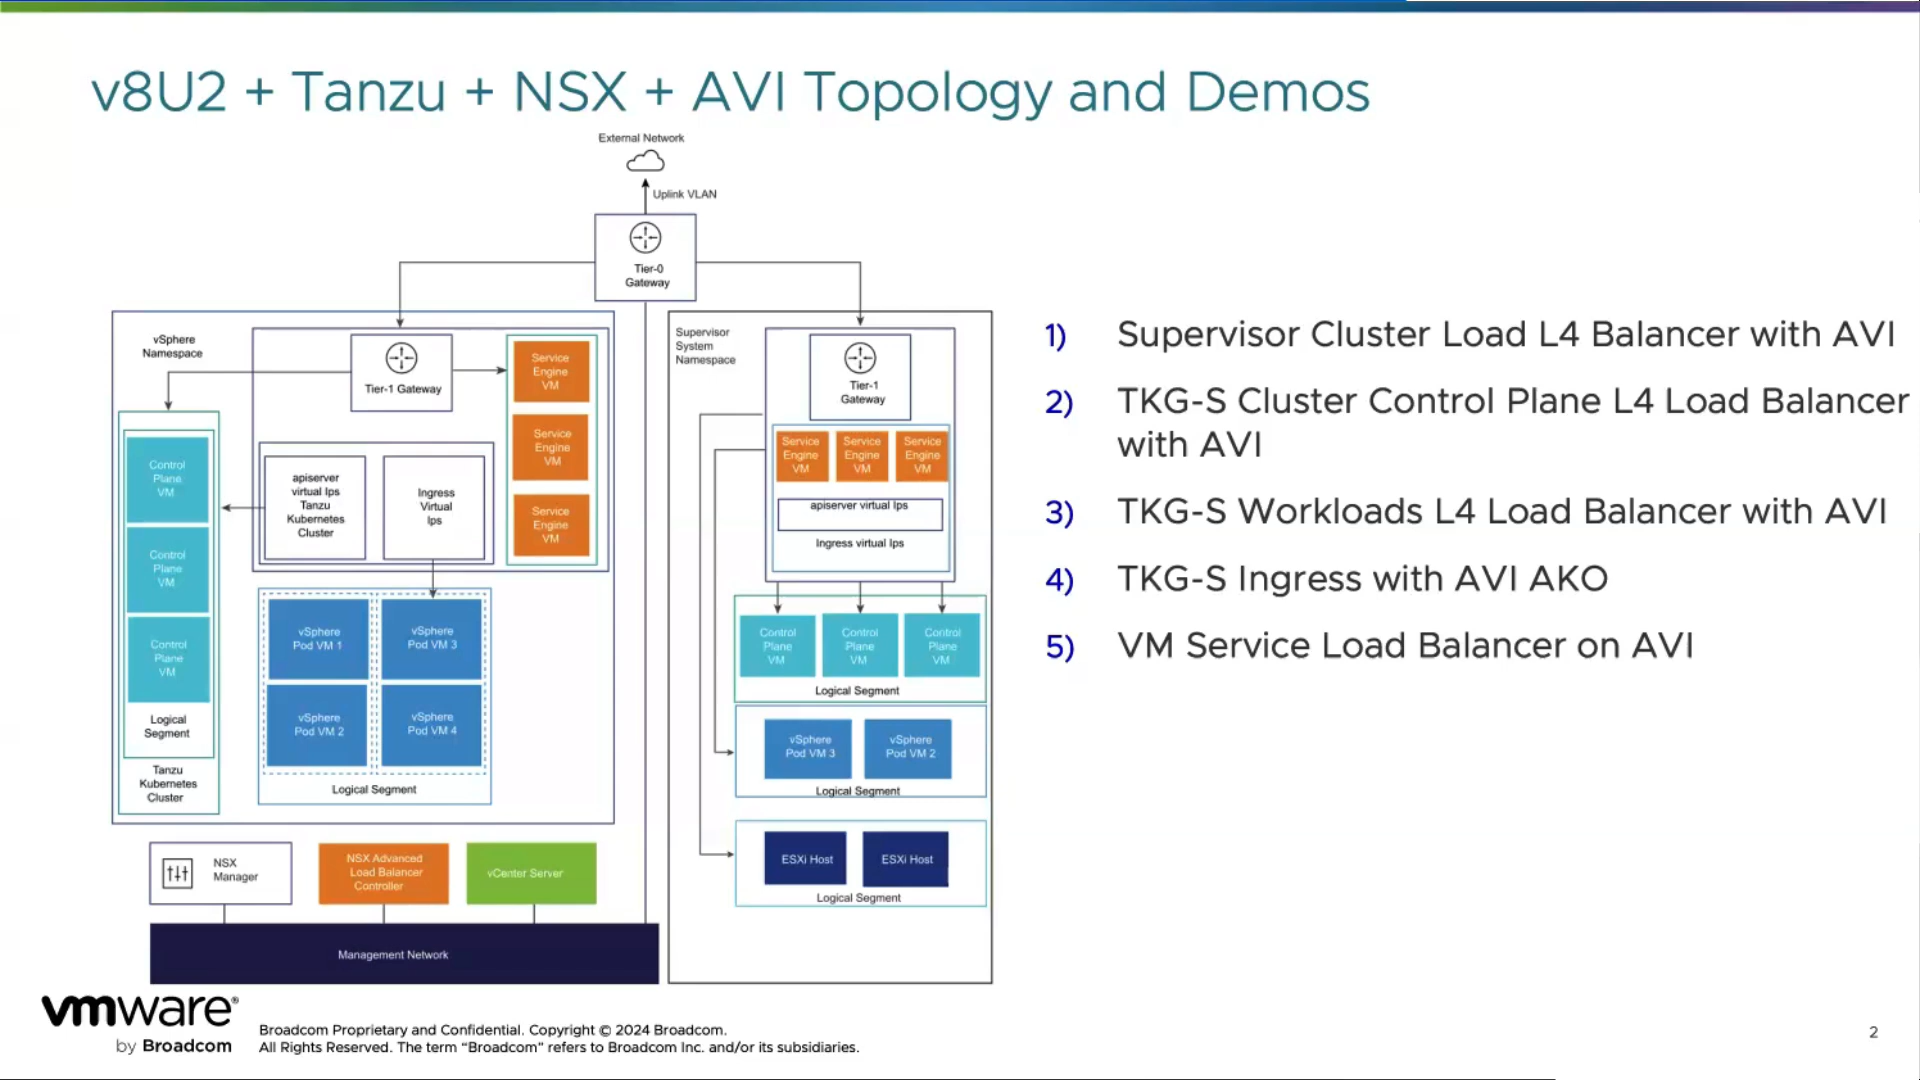 v8U2 + Tanzu + NSX + AVI Topology and Demos
External Network
Uplink VLAN
Tier-0
Gateway
vSphere
Namespace
Tier-1 Gateway
Service
Engine
VM
Service
Engine
VM
Service
Engine
VM
Control
Plane
VM
Control
Plane
VM
Control
Plane
VM
Logical
Segment
Tanzu
Kubernetes
Cluster
apiserver
virtual Ips
Tanzu
Kubernetes
Cluster
Ingress
Virtual
Ips
vSphere
Pod VM 1
vSphere
Pod VM 3
vSphere
Pod VM 2
vSphere
Pod VM 4
Logical Segment
Supervisor
System
Namespace
Tier-1
Gateway
Service
Engine
VM
Service
Engine
VM
Service
Engine
VM
apiserver virtual Ips
Ingress virtual Ips
Control
Plane
VM
Control
Plane
VM
Control
Plane
VM
Logical Segment
vSphere
Pod VM 3
vSphere
Pod VM 2
Logical Segment
ESXi Host
ESXi Host
Logical Segment
NSX
Manager
NSX Advanced
Load Balancer
Controller
vCenter Server
Management Network
1) Supervisor Cluster Load L4 Balancer with AVI
2) TKG-S Cluster Control Plane L4 Load Balancer
with AVI
3) TKG-S Workloads L4 Load Balancer with AVI
4) TKG-S Ingress with AVI AKO
5) VM Service Load Balancer on AVI
vmware®
by Broadcom
Broadcom Proprietary and Confidential. Copyright © 2024 Broadcom.
All Rights Reserved. The term “Broadcom” refers to Broadcom Inc. and/or its subsidiaries.
2